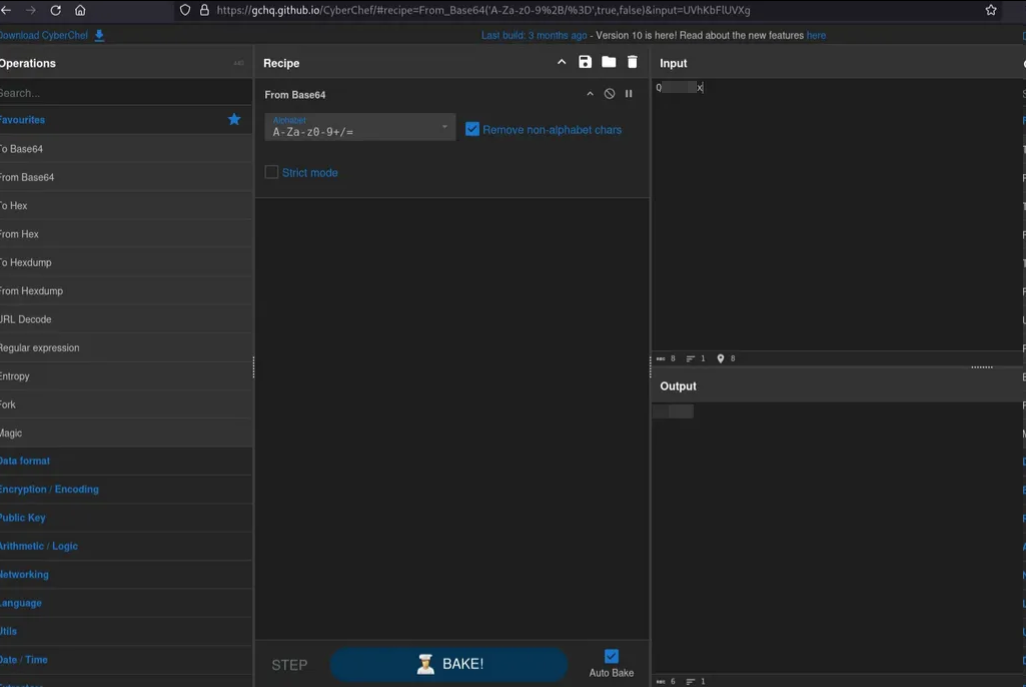 https://gchq.github.io/CyberChef/#recipe=From_Base64('A-Za-z0-9%2B/%3D',true,false)&input=UVhKbFlUVXg
Download CyberChef
Last build: 3 months ago - Version 10 is here! Read about the new features here
Operations
Search...
Favourites
To Base64
From Base64
To Hex
From Hex
To Hexdump
From Hexdump
URL Decode
Regular expression
Entropy
Fork
Magic
Data format
Encryption / Encoding
Public Key
Arithmetic / Logic
Networking
Language
Utils
Date / Time
Recipe
From Base64
Alphabet
A-Za-z0-9+/=
Remove non-alphabet chars
Strict mode
STEP
BAKE!
Auto Bake
Input
Q x
8 1 8
Output
6 1